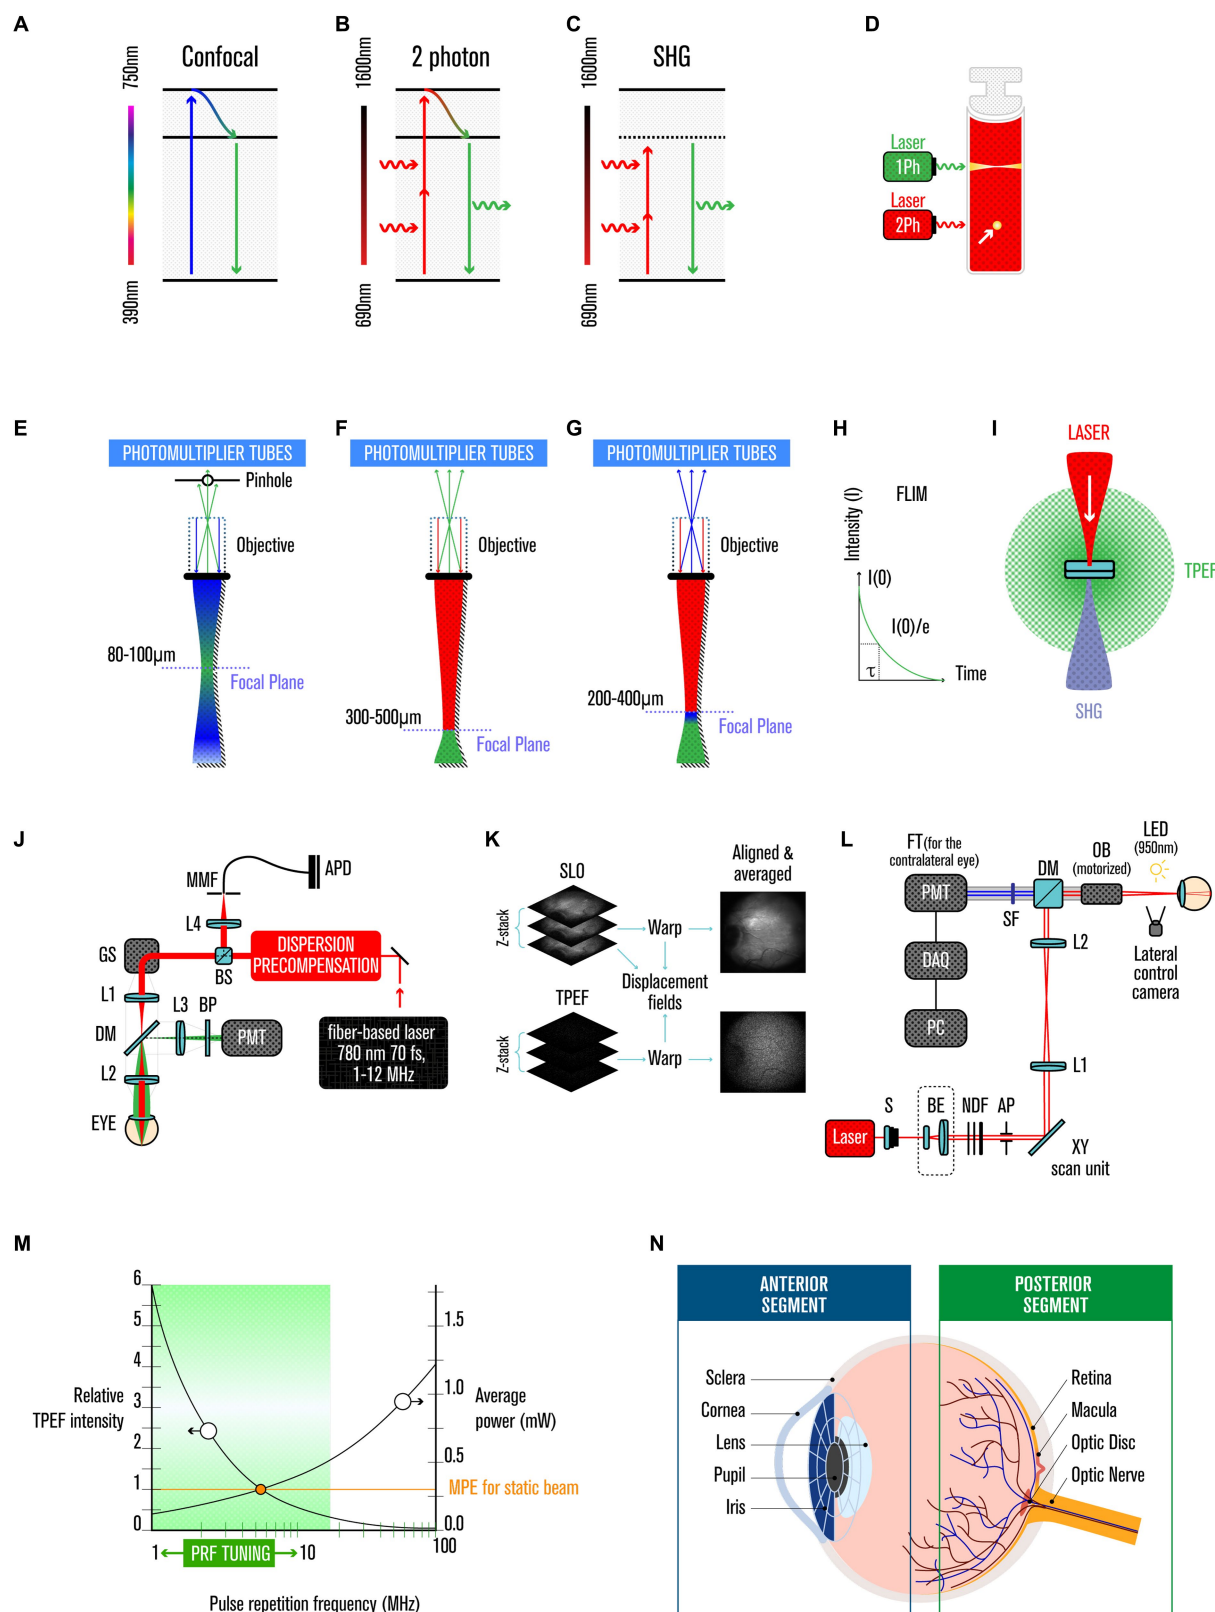 A
B
C
D
Confocal
2 photon
SHG
750nm
390nm
1600nm
690nm
1600nm
690nm
Laser
1Ph
Laser
2Ph
E
F
G
H
I
PHOTOMULTIPLIER TUBES
Pinhole
Objective
80-100µm
Focal Plane
PHOTOMULTIPLIER TUBES
Objective
300-500µm
Focal Plane
PHOTOMULTIPLIER TUBES
Objective
200-400µm
Focal Plane
FLIM
Intensity (I)
I(0)
I(0)/e
τ
Time
LASER
TPEF
SHG
J
MMF
APD
L4
GS
BS
DISPERSION
PRECOMPENSATION
L1
L3
BP
DM
PMT
L2
EYE
fiber-based laser
780 nm 70 fs,
1-12 MHz
K
SLO
Aligned &
averaged
Z-stack
Warp
Displacement
fields
TPEF
Z-stack
Warp
L
FT(for the
contralateral eye)
DM
OB
(motorized)
LED
(950nm)
PMT
SF
L2
Lateral
control
camera
DAQ
PC
L1
S
BE
NDF
AP
Laser
XY
scan unit
M
6
5
4
3
2
1
0
Relative
TPEF intensity
1.5
1.0
0.5
0.0
Average
power (mW)
MPE for static beam
1
PRF TUNING
10
100
Pulse repetition frequency (MHz)
N
ANTERIOR
SEGMENT
POSTERIOR
SEGMENT
Sclera
Cornea
Lens
Pupil
Iris
Retina
Macula
Optic Disc
Optic Nerve